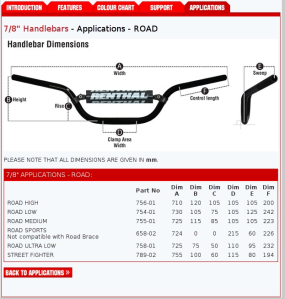 INTRODUCTION FEATURES COLOUR CHART SUPPORT APPLICATIONS
7/8" Handlebars - Applications - ROAD
Handlebar Dimensions
A
Width
E
Sweep
B Height
Rise C
RENTHAL
F
Control length
D
Clamp Area
Width
PLEASE NOTE THAT ALL DIMENSIONS ARE GIVEN IN mm.
7/8" APPLICATIONS - ROAD:
Part No Dim A Dim B Dim C Dim D Dim E Dim F
ROAD HIGH 756-01 710 120 105 105 105 200
ROAD LOW 754-01 730 105 75 105 125 242
ROAD MEDIUM 755-01 725 115 85 105 105 223
ROAD SPORTS
Not compatible with Road Brace 658-02 724 0 0 215 60 226
ROAD ULTRA LOW 758-01 725 75 50 110 95 232
STREET FIGHTER 789-02 755 100 60 115 80 194
BACK TO APPLICATIONS »